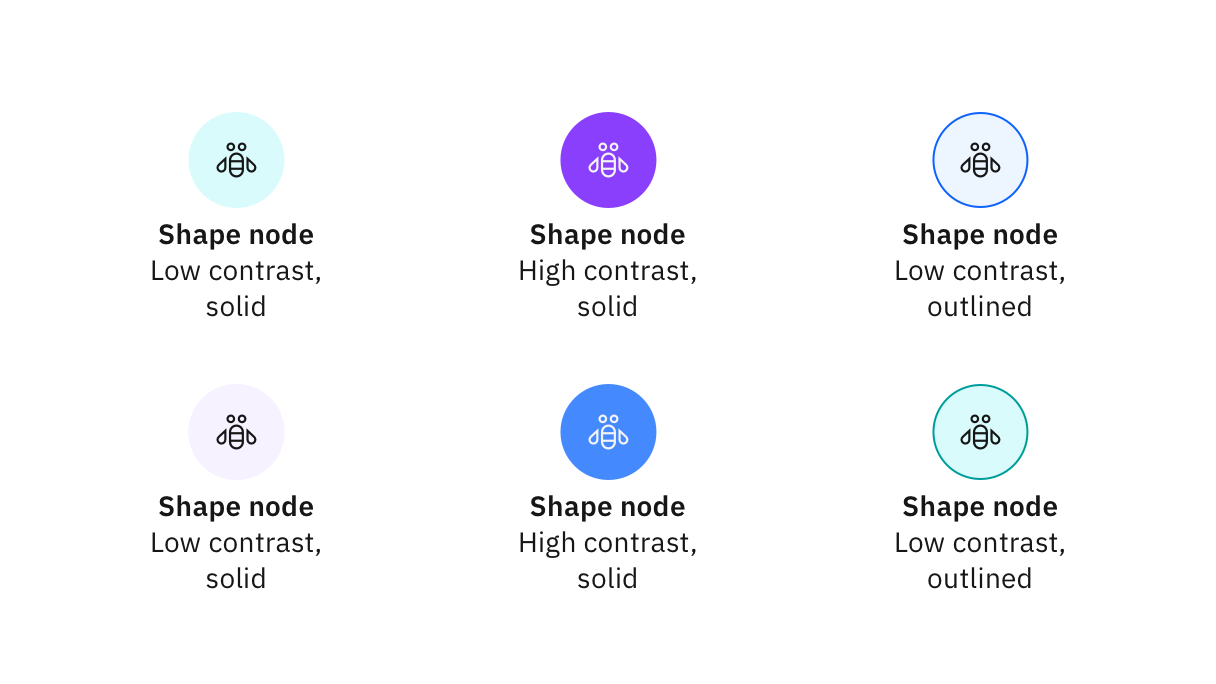 Shape node
Low contrast,
solid
Shape node
High contrast,
solid
Shape node
Low contrast,
outlined
Shape node
Low contrast,
solid
Shape node
High contrast,
solid
Shape node
Low contrast,
outlined